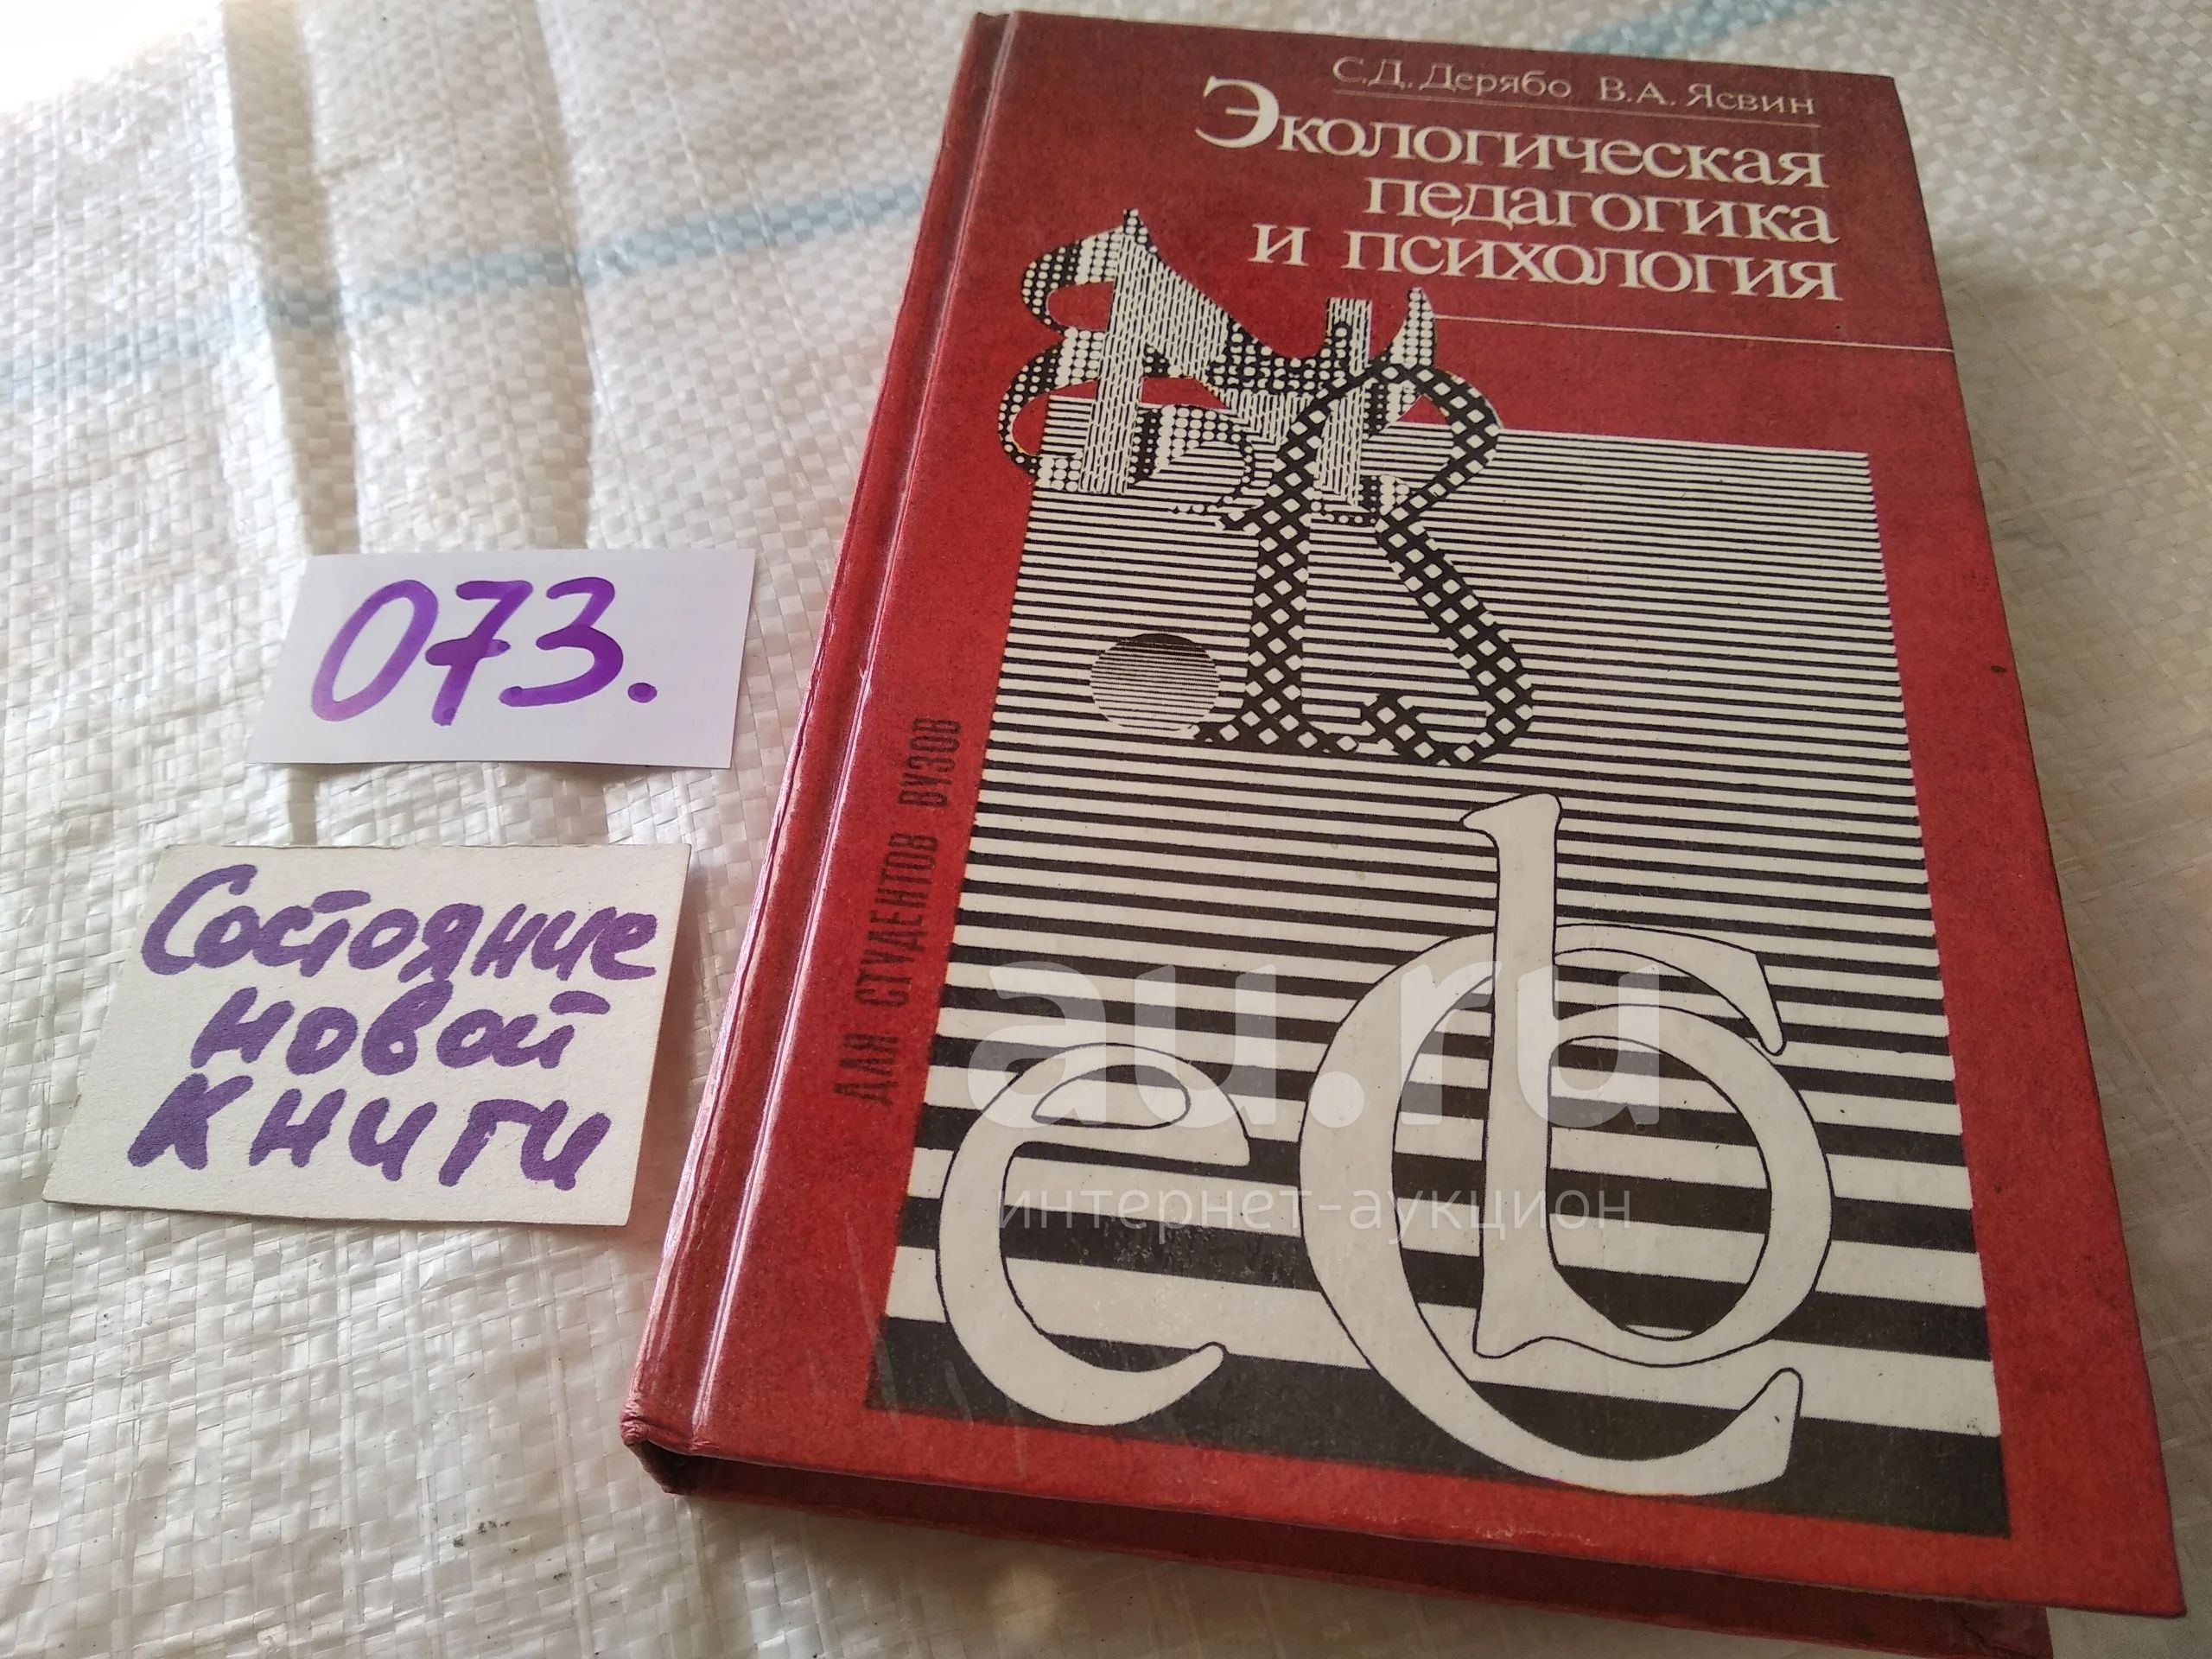 С.Д. Дерябо В.А. Ясвин
Экологическая
педагогика
и психология
073.
Состояние
новой
книги
ДЛЯ СТУДЕНТОВ ВУЗОВ
au.ru
интернет-аукцион